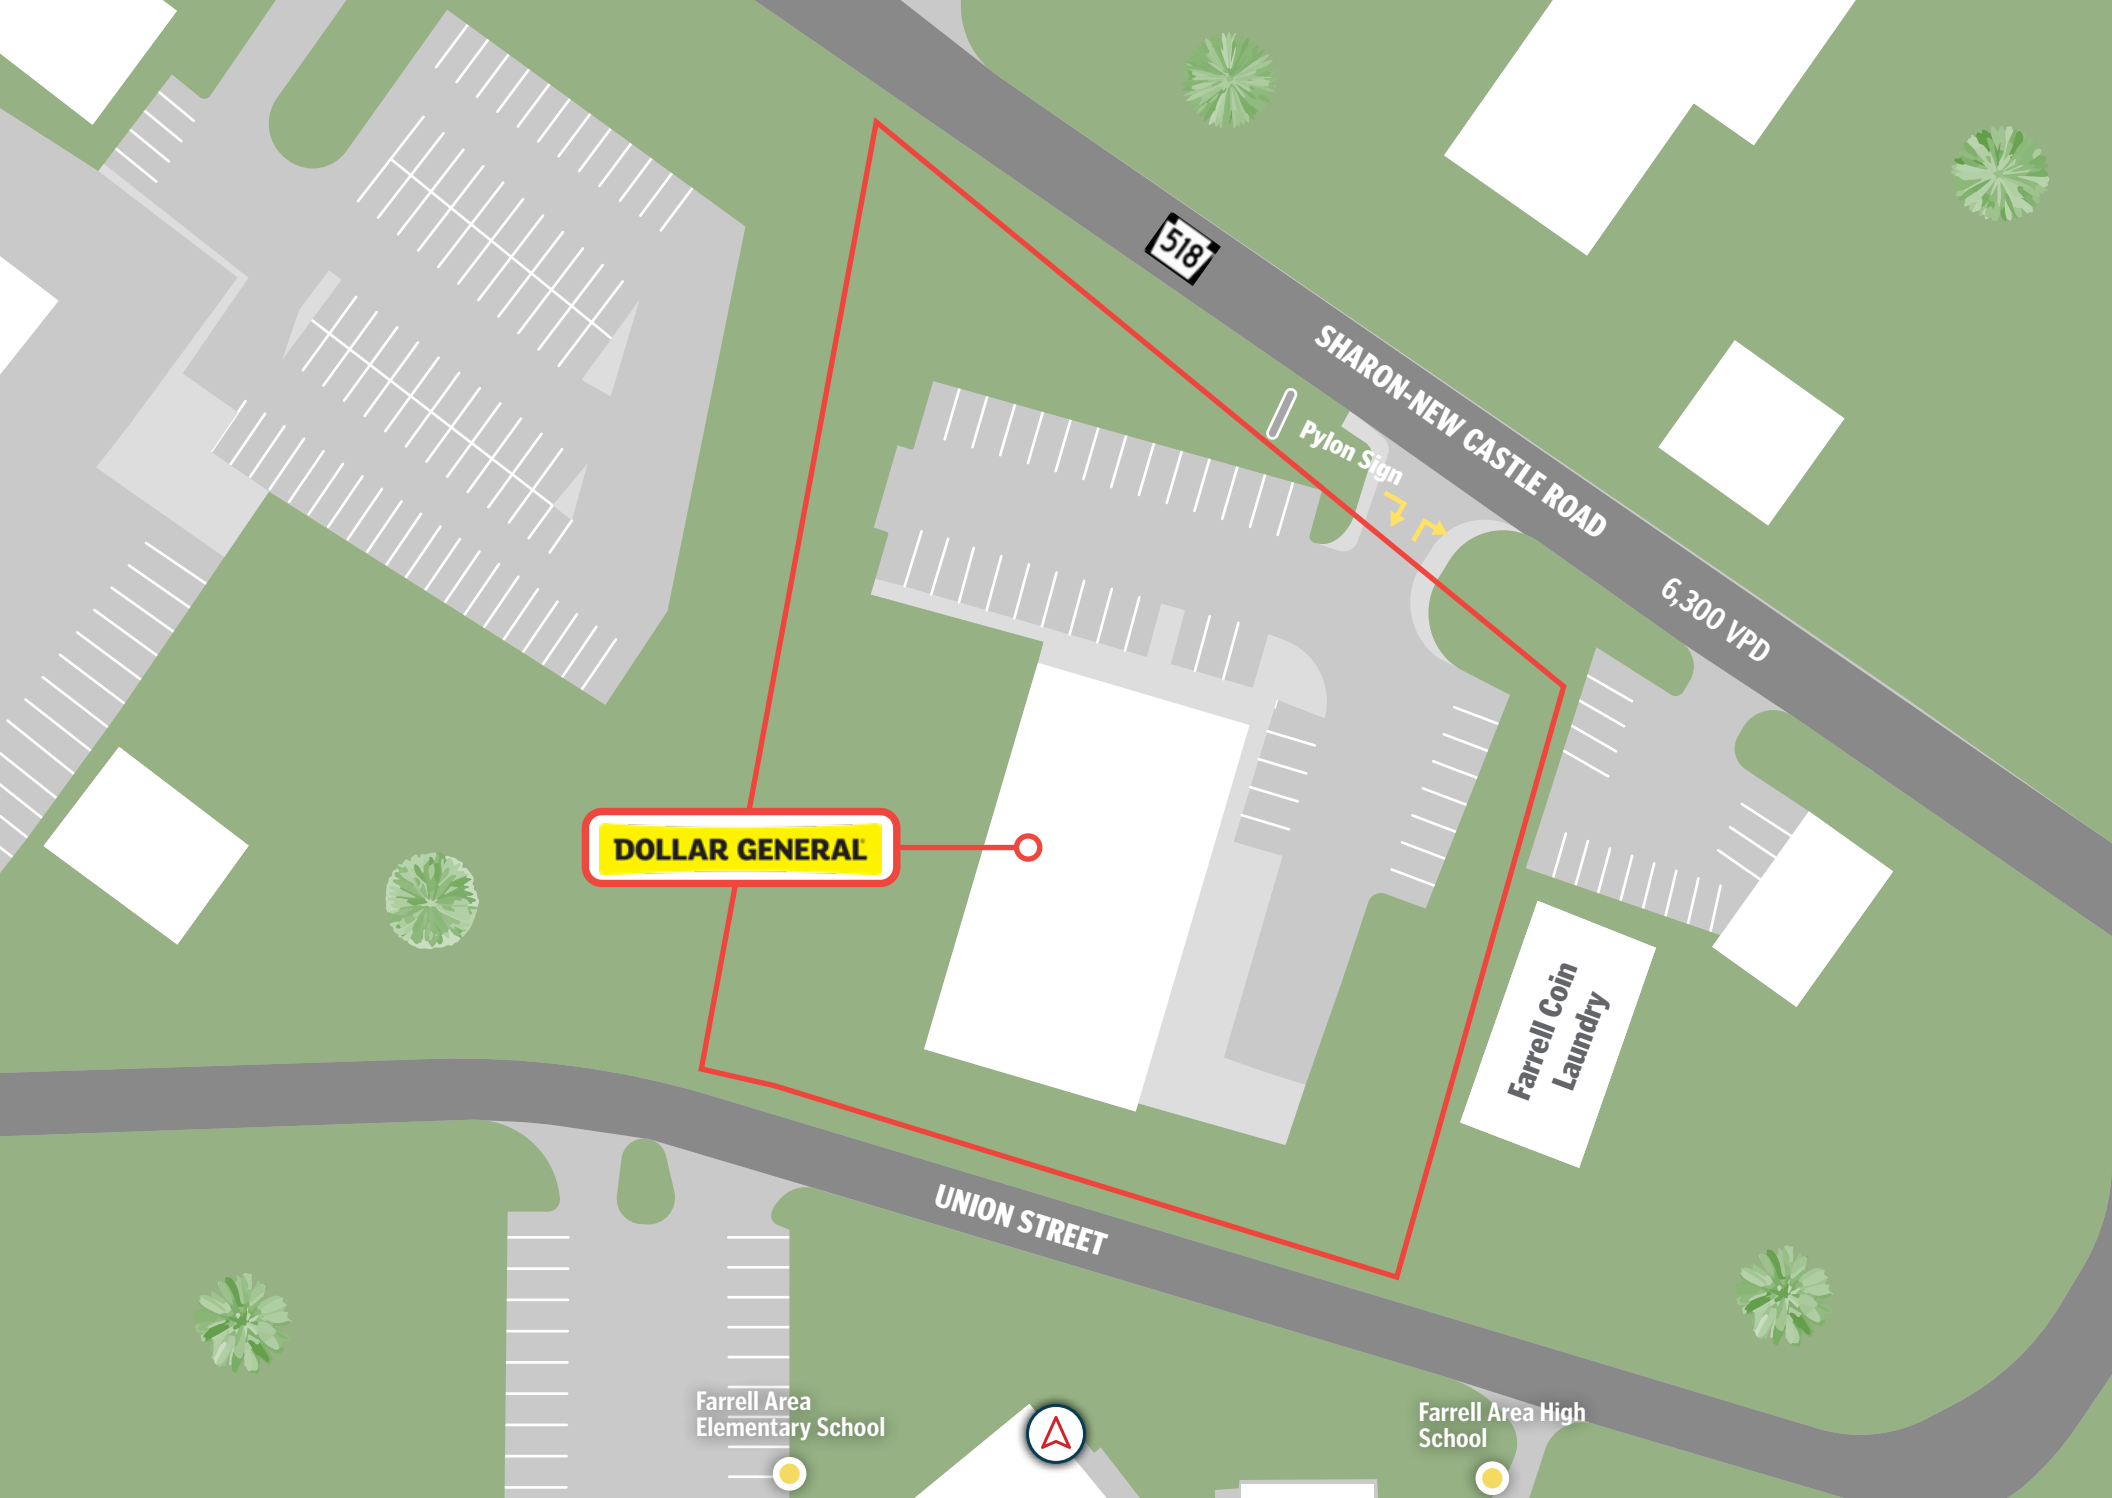 518
SHARON-NEW CASTLE ROAD
Pylon Sign
6,300 VPD
DOLLAR GENERAL
Farrell Coin
Laundry
UNION STREET
Farrell Area
Elementary School
Farrell Area High
School